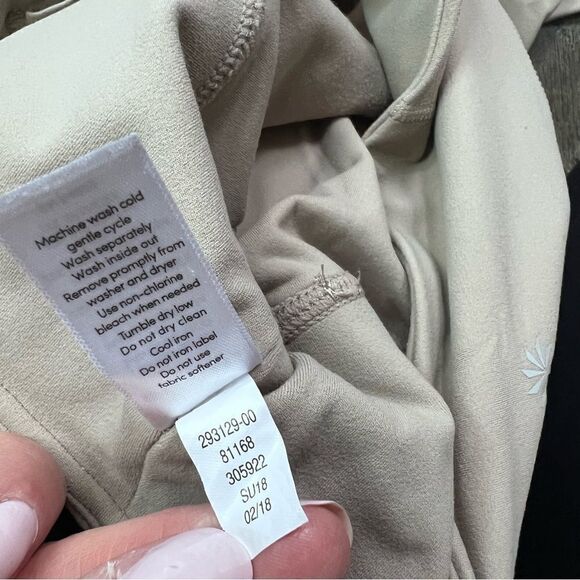 Machine wash cold
gentle cycle
Wash separately
Wash inside out
Remove promptly from
washer and dryer
Use non-chlorine
bleach when needed
Tumble dry low
Do not dry clean
Cool iron
Do not iron label
Do not use
fabric softener
293129-00
81168
305922
SU18
02/18